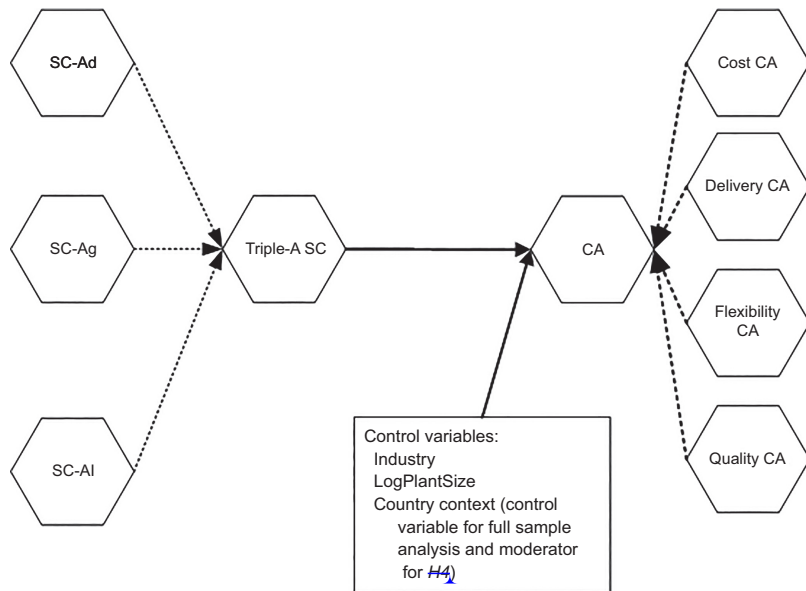 SC-Ad
Cost CA
Delivery CA
SC-Ag
Triple-A SC
CA
Flexibility
CA
SC-Al
Quality CA
Control variables:
Industry
LogPlantSize
Country context (control
variable for full sample
analysis and moderator
for H4)